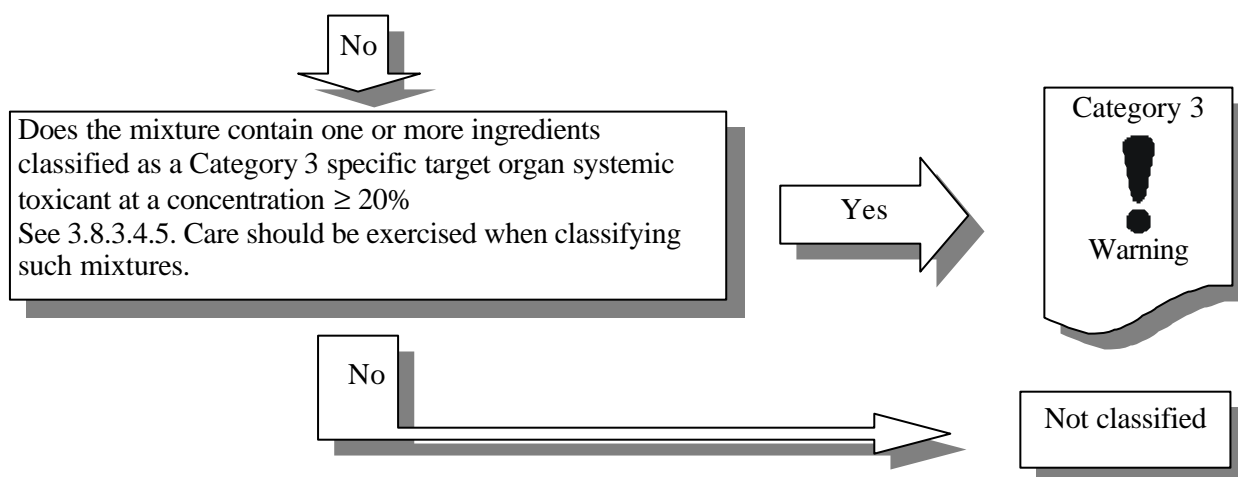 No
Does the mixture contain one or more ingredients
classified as a Category 3 specific target organ systemic
toxicant at a concentration ≥ 20%
See 3.8.3.4.5. Care should be exercised when classifying
such mixtures.
Yes
Category 3
Warning
No
Not classified